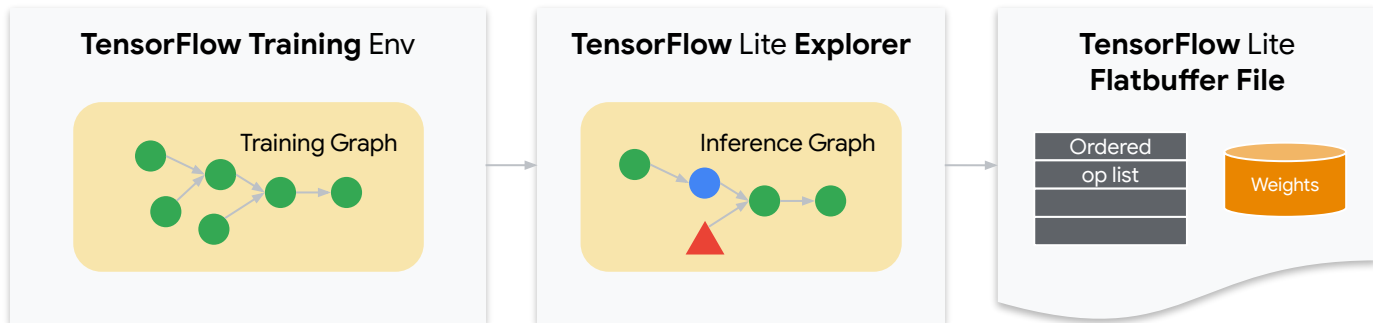 TensorFlow Training Env
Training Graph
TensorFlow Lite Explorer
Inference Graph
TensorFlow Lite
Flatbuffer File
Ordered
op list
Weights